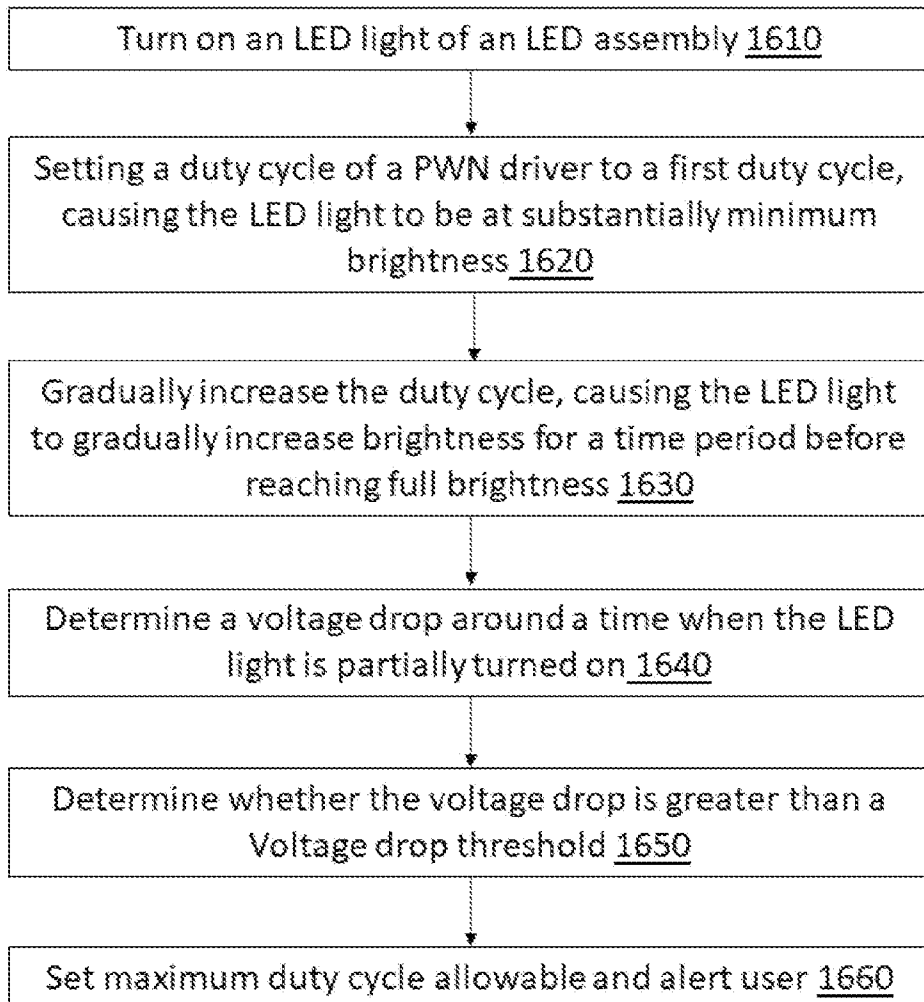 Turn on an LED light of an LED assembly 1610
Setting a duty cycle of a PWN driver to a first duty cycle,
causing the LED light to be at substantially minimum
brightness 1620
Gradually increase the duty cycle, causing the LED light
to gradually increase brightness for a time period before
reaching full brightness 1630
Determine a voltage drop around a time when the LED
light is partially turned on 1640
Determine whether the voltage drop is greater than a
Voltage drop threshold 1650
Set maximum duty cycle allowable and alert user 1660